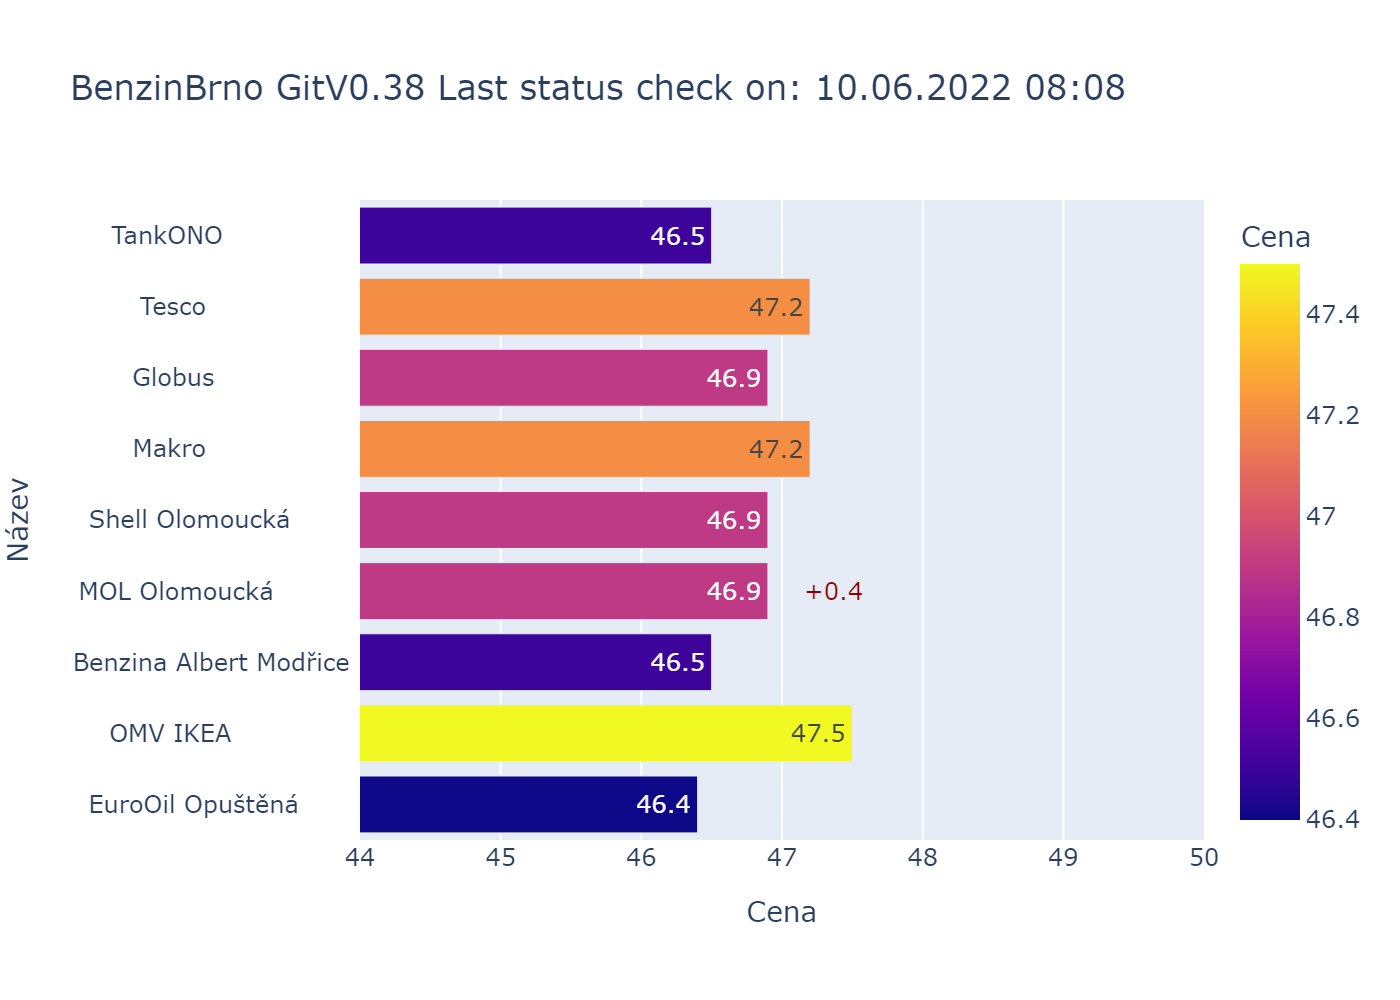 BenzinBrno GitV0.38 Last status check on: 10.06.2022 08:08
Název
TankONO 46.5
Tesco 47.2
Globus 46.9
Makro 47.2
Shell Olomoucká 46.9
MOL Olomoucká 46.9 +0.4
Benzina Albert Modřice 46.5
OMV IKEA 47.5
EuroOil Opuštěná 46.4
44 45 46 47 48 49 50
Cena
Cena
47.4
47.2
47
46.8
46.6
46.4